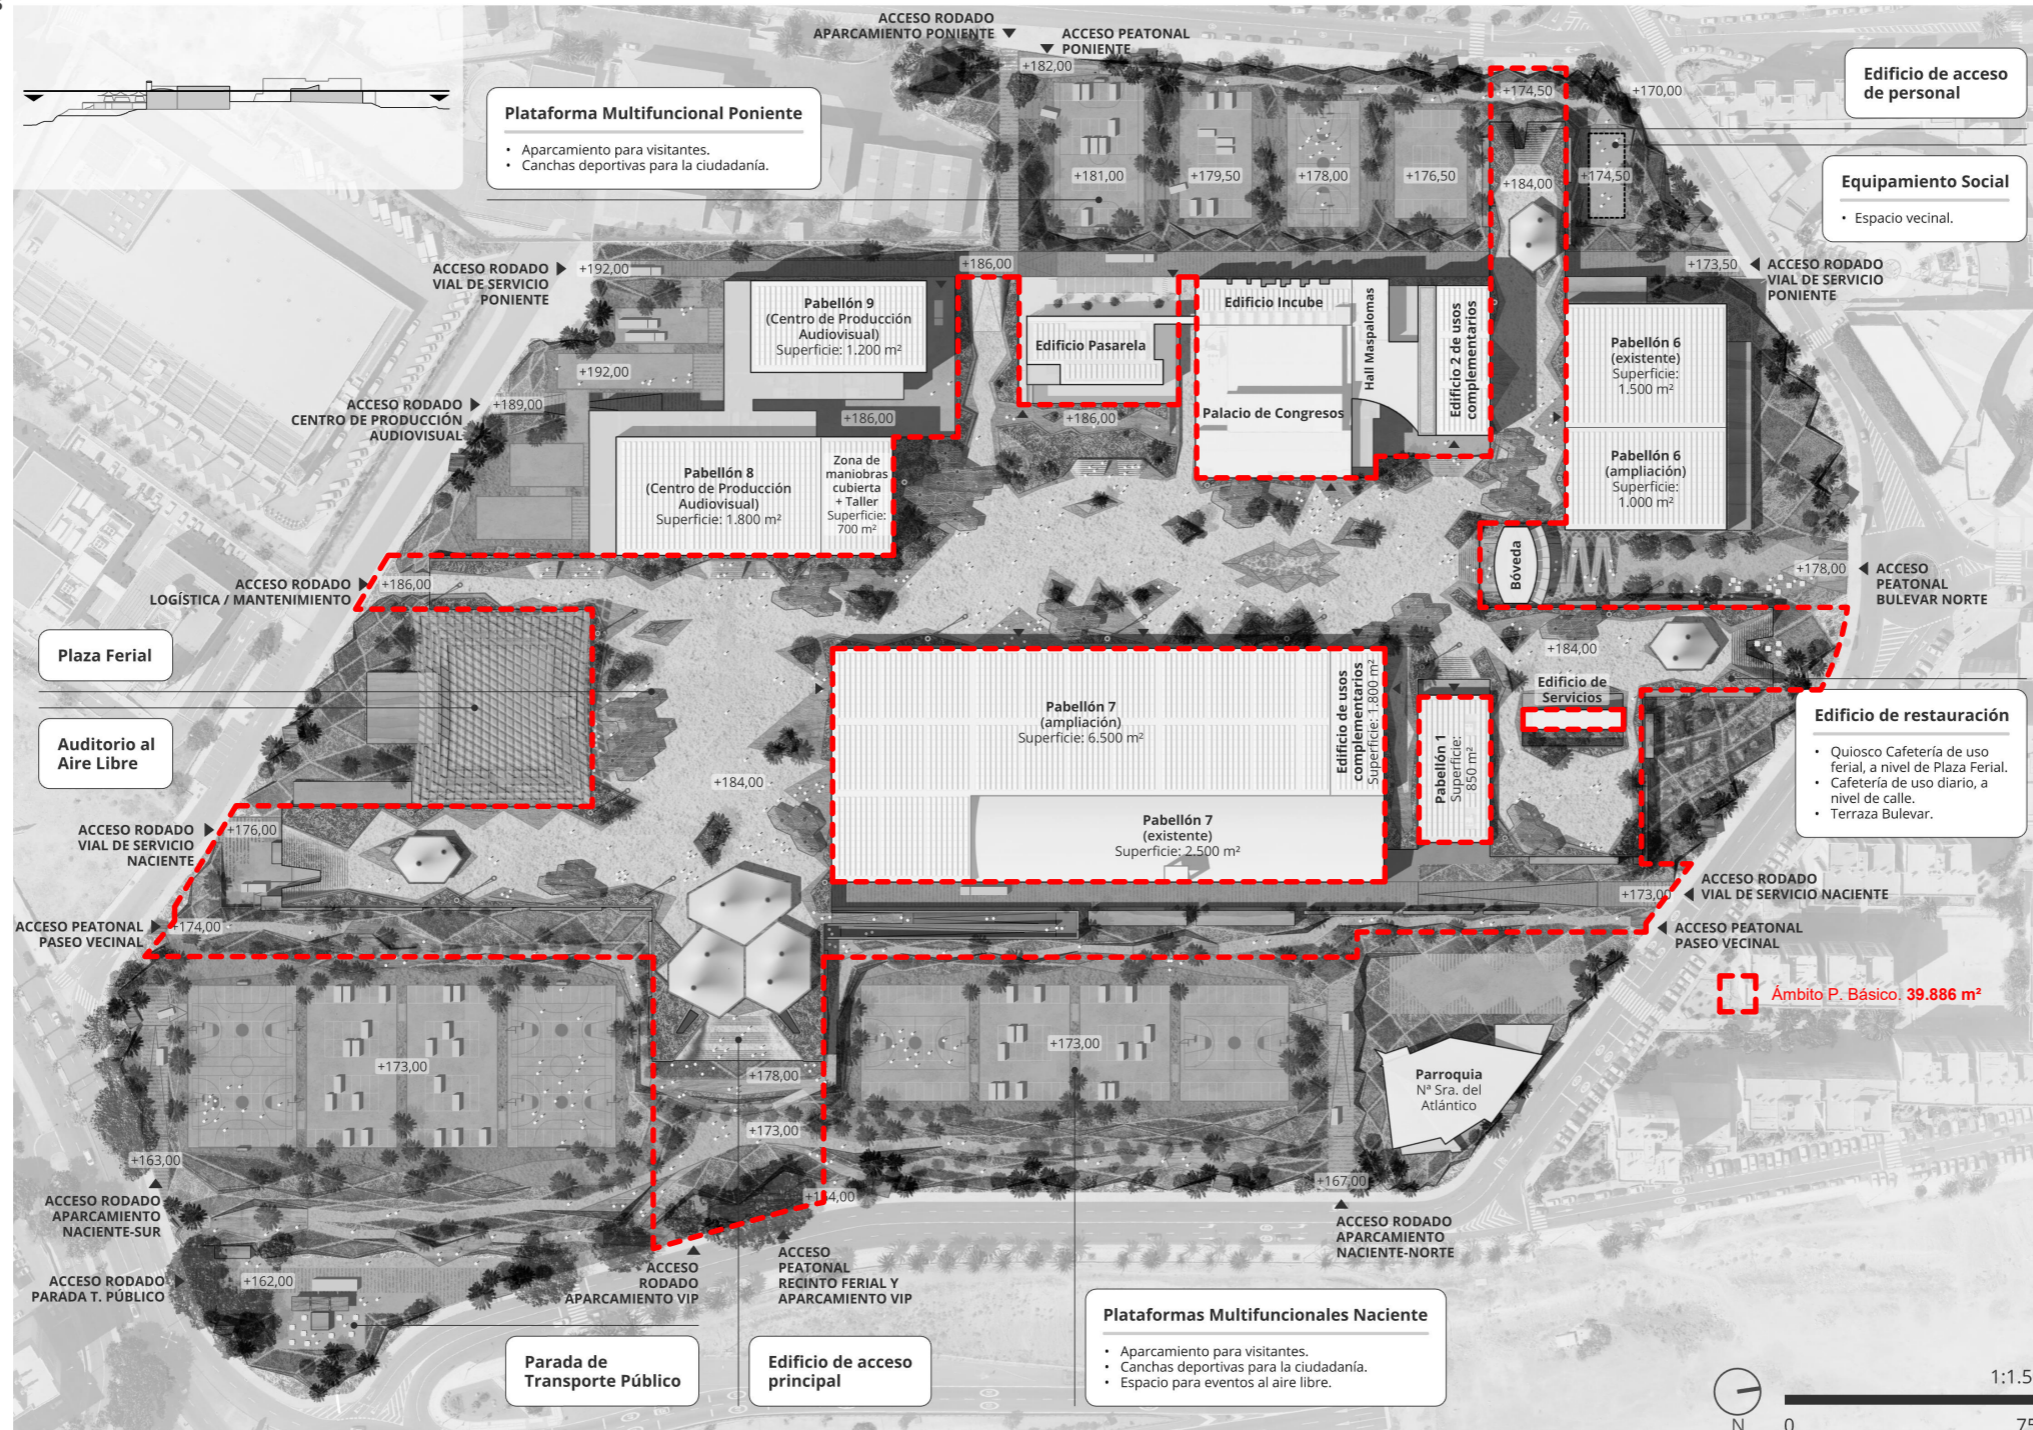 ACCESO RODADO
APARCAMIENTO PONIENTE
ACCESO PEATONAL
PONIENTE
+182,00
+174,50
+170,00
Edificio de acceso
de personal
Plataforma Multifuncional Poniente
• Aparcamiento para visitantes.
• Canchas deportivas para la ciudadanía.
+181,00
+179,50
+178,00
+176,50
+184,00
+174,50
Equipamiento Social
• Espacio vecinal.
ACCESO RODADO
VIAL DE SERVICIO
PONIENTE
+192,00
+186,00
+173,50
ACCESO RODADO
VIAL DE SERVICIO
PONIENTE
Pabellón 9
(Centro de Producción
Audiovisual)
Superficie: 1.200 m²
Edificio Pasarela
Edificio Incube
Hall Maspalomas
Edificio 2 de usos
complementarios
Pabellón 6
(existente)
Superficie:
1.500 m²
+192,00
+189,00
ACCESO RODADO
CENTRO DE PRODUCCIÓN
AUDIOVISUAL
+186,00
+186,00
Palacio de Congresos
Pabellón 8
(Centro de Producción
Audiovisual)
Superficie: 1.800 m²
Zona de
maniobras
cubierta
+ Taller
Superficie:
700 m²
Pabellón 6
(ampliación)
Superficie:
1.000 m²
Bóveda
+178,00
ACCESO
PEATONAL
BULEVAR NORTE
ACCESO RODADO
LOGÍSTICA / MANTENIMIENTO
+186,00
Plaza Ferial
Auditorio al
Aire Libre
+184,00
Edificio de
Servicios
Pabellón 7
(ampliación)
Superficie: 6.500 m²
Edificio de usos
complementarios
Superficie: 1.800 m²
Pabellón 1
Superficie:
850 m²
Edificio de restauración
• Quiosco Cafetería de uso
ferial, a nivel de Plaza Ferial.
• Cafetería de uso diario, a
nivel de calle.
• Terraza Bulevar.
+184,00
Pabellón 7
(existente)
Superficie: 2.500 m²
ACCESO RODADO
VIAL DE SERVICIO
NACIENTE
+176,00
+173,00
ACCESO RODADO
VIAL DE SERVICIO NACIENTE
ACCESO PEATONAL
PASEO VECINAL
+174,00
ACCESO PEATONAL
PASEO VECINAL
Ámbito P. Básico. 39.886 m²
+173,00
+178,00
+173,00
+173,00
Parroquia
Nª Sra. del
Atlántico
+163,00
ACCESO RODADO
APARCAMIENTO
NACIENTE-SUR
+167,00
ACCESO RODADO
APARCAMIENTO
NACIENTE-NORTE
ACCESO RODADO
PARADA T. PÚBLICO
+162,00
ACCESO
RODADO
APARCAMIENTO VIP
ACCESO
PEATONAL
RECINTO FERIAL Y
APARCAMIENTO VIP
Parada de
Transporte Público
Edificio de acceso
principal
Plataformas Multifuncionales Naciente
• Aparcamiento para visitantes.
• Canchas deportivas para la ciudadanía.
• Espacio para eventos al aire libre.
N
1:1.5
0
75